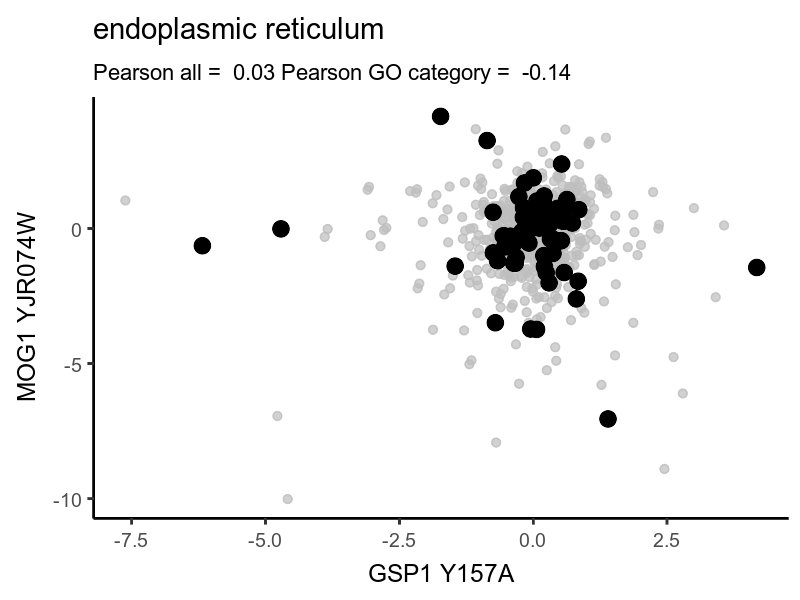 endoplasmic reticulum
Pearson all =  0.03 Pearson GO category =  -0.14
MOG1 YJR074W
0
-5
-10
-7.5
-5.0
-2.5
0.0
2.5
GSP1 Y157A